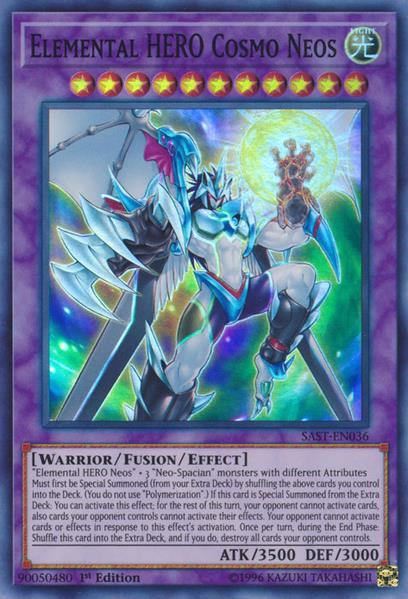 ELEMENTAL HERO COSMO NEOS
LIGHT
光
SAST-EN036
[WARRIOR/FUSION/EFFECT]
"Elemental HERO Neos" + 3 "Neo-Spacian" monsters with different Attributes
Must first be Special Summoned (from your Extra Deck) by shuffling the above cards you control
into the Deck. (You do not use "Polymerization".) If this card is Special Summoned from the Extra
Deck: You can activate this effect; for the rest of this turn, your opponent cannot activate cards,
also cards your opponent controls cannot activate their effects. Your opponent cannot activate
cards or effects in response to this effect's activation. Once per turn, during the End Phase:
Shuffle this card into the Extra Deck, and if you do, destroy all cards your opponent controls.
ATK/3500 DEF/3000
90050480 1st Edition ©1996 KAZUKI TAKAHASHI